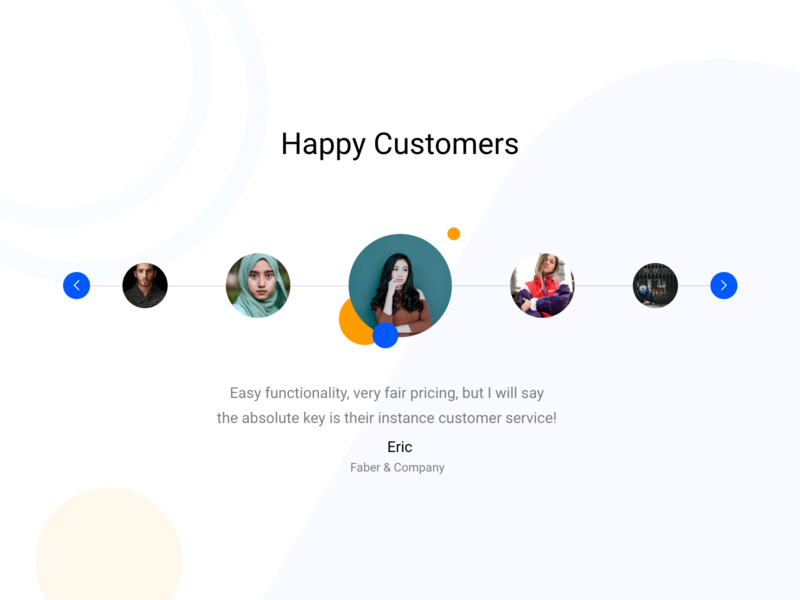 Happy Customers
Easy functionality, very fair pricing, but I will say
the absolute key is their instance customer service!
Eric
Faber & Company